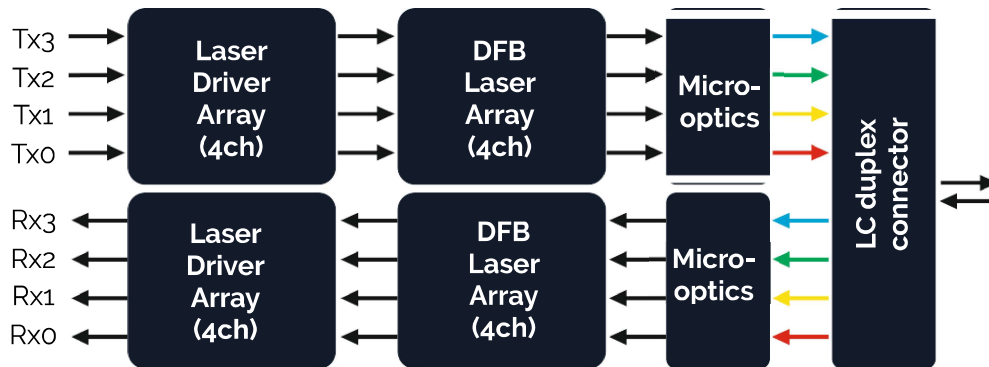 Tx3
Tx2
Tx1
Tx0
Laser
Driver
Array
(4ch)
DFB
Laser
Array
(4ch)
Micro-
optics
LC duplex
connector
Rx3
Rx2
Rx1
Rx0
Laser
Driver
Array
(4ch)
DFB
Laser
Array
(4ch)
Micro-
optics